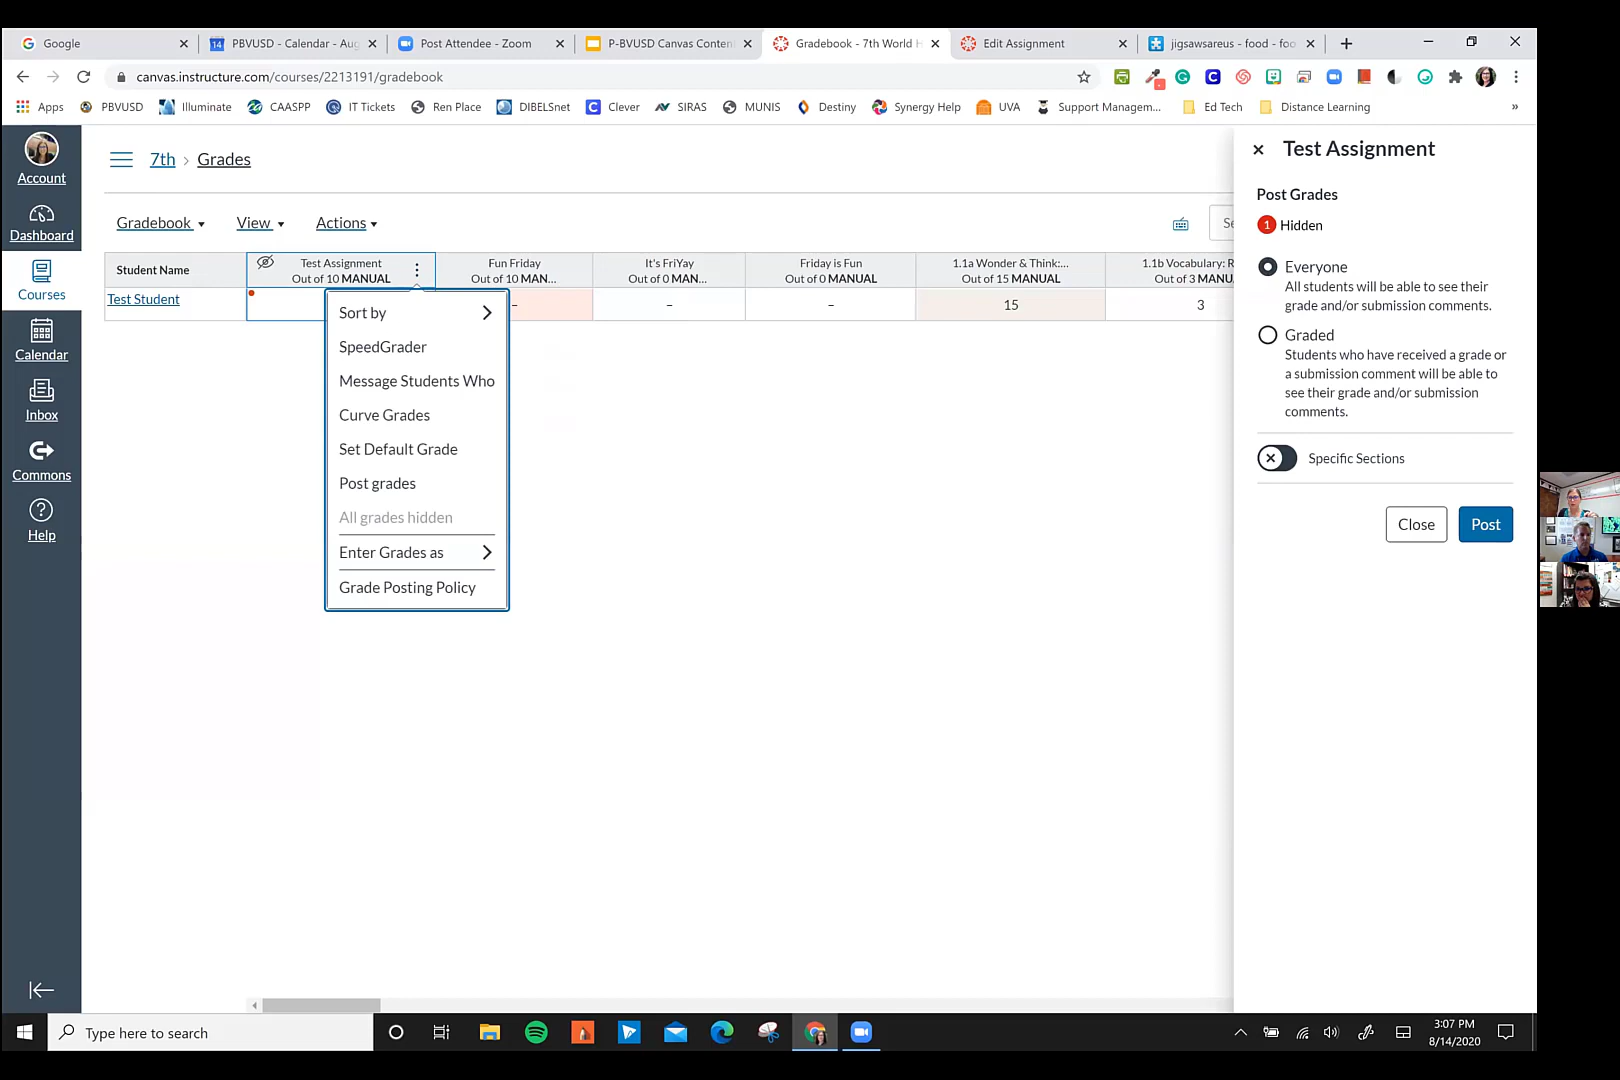 Google
14
PBVUSD - Calendar - Aug
Post Attendee - Zoom
P-BVUSD Canvas Conten
Gradebook - 7th World H
Edit Assignment
jigsawsareus - food - foo
canvas.instructure.com/courses/2213191/gradebook
Apps
PBVUSD
Illuminate
CAASPP
IT Tickets
Ren Place
DIBELSnet
Clever
SIRAS
MUNIS
Destiny
Synergy Help
UVA
Support Managem...
Ed Tech
Distance Learning
»
Account
Dashboard
Courses
Calendar
Inbox
Commons
Help
7th › Grades
Gradebook
View
Actions
Se
Student Name
Test Assignment
Out of 10 MANUAL
Fun Friday
Out of 10 MAN...
It's FriYay
Out of 0 MAN...
Friday is Fun
Out of 0 MANUAL
1.1a Wonder & Think:...
Out of 15 MANUAL
1.1b Vocabulary: R
Out of 3 MANU
Test Student
–
–
–
15
3
Sort by
SpeedGrader
Message Students Who
Curve Grades
Set Default Grade
Post grades
All grades hidden
Enter Grades as
Grade Posting Policy
Test Assignment
Post Grades
1 Hidden
Everyone
All students will be able to see their
grade and/or submission comments.
Graded
Students who have received a grade or
a submission comment will be able to
see their grade and/or submission
comments.
Specific Sections
Close
Post
Type here to search
3:07 PM
8/14/2020